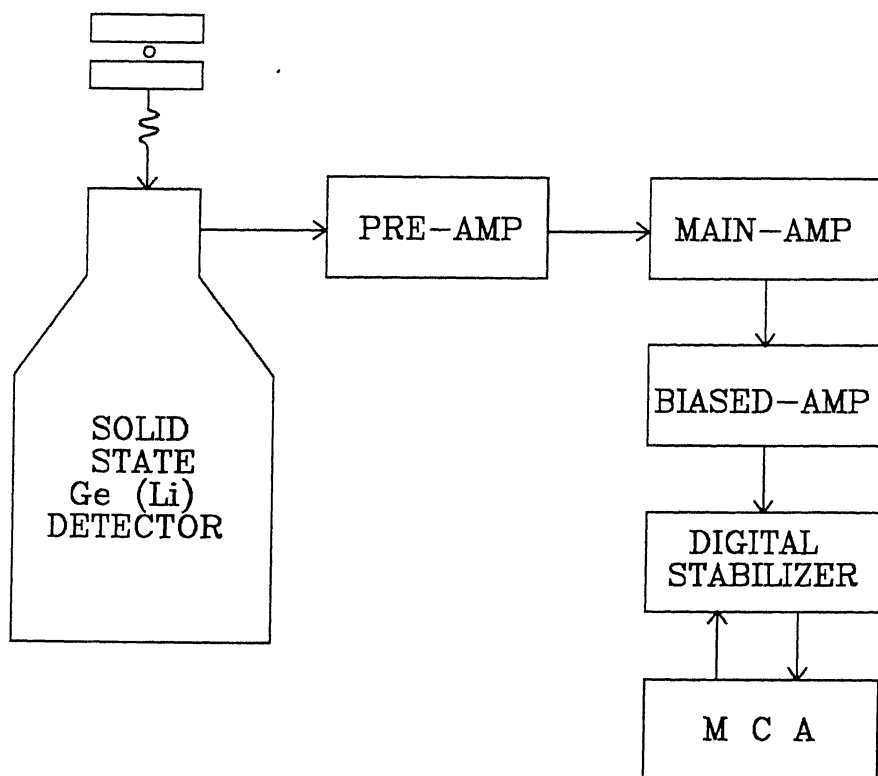 PRE-AMP
MAIN-AMP
BIASED-AMP
SOLID
STATE
Ge (Li)
DETECTOR
DIGITAL
STABILIZER
M C A